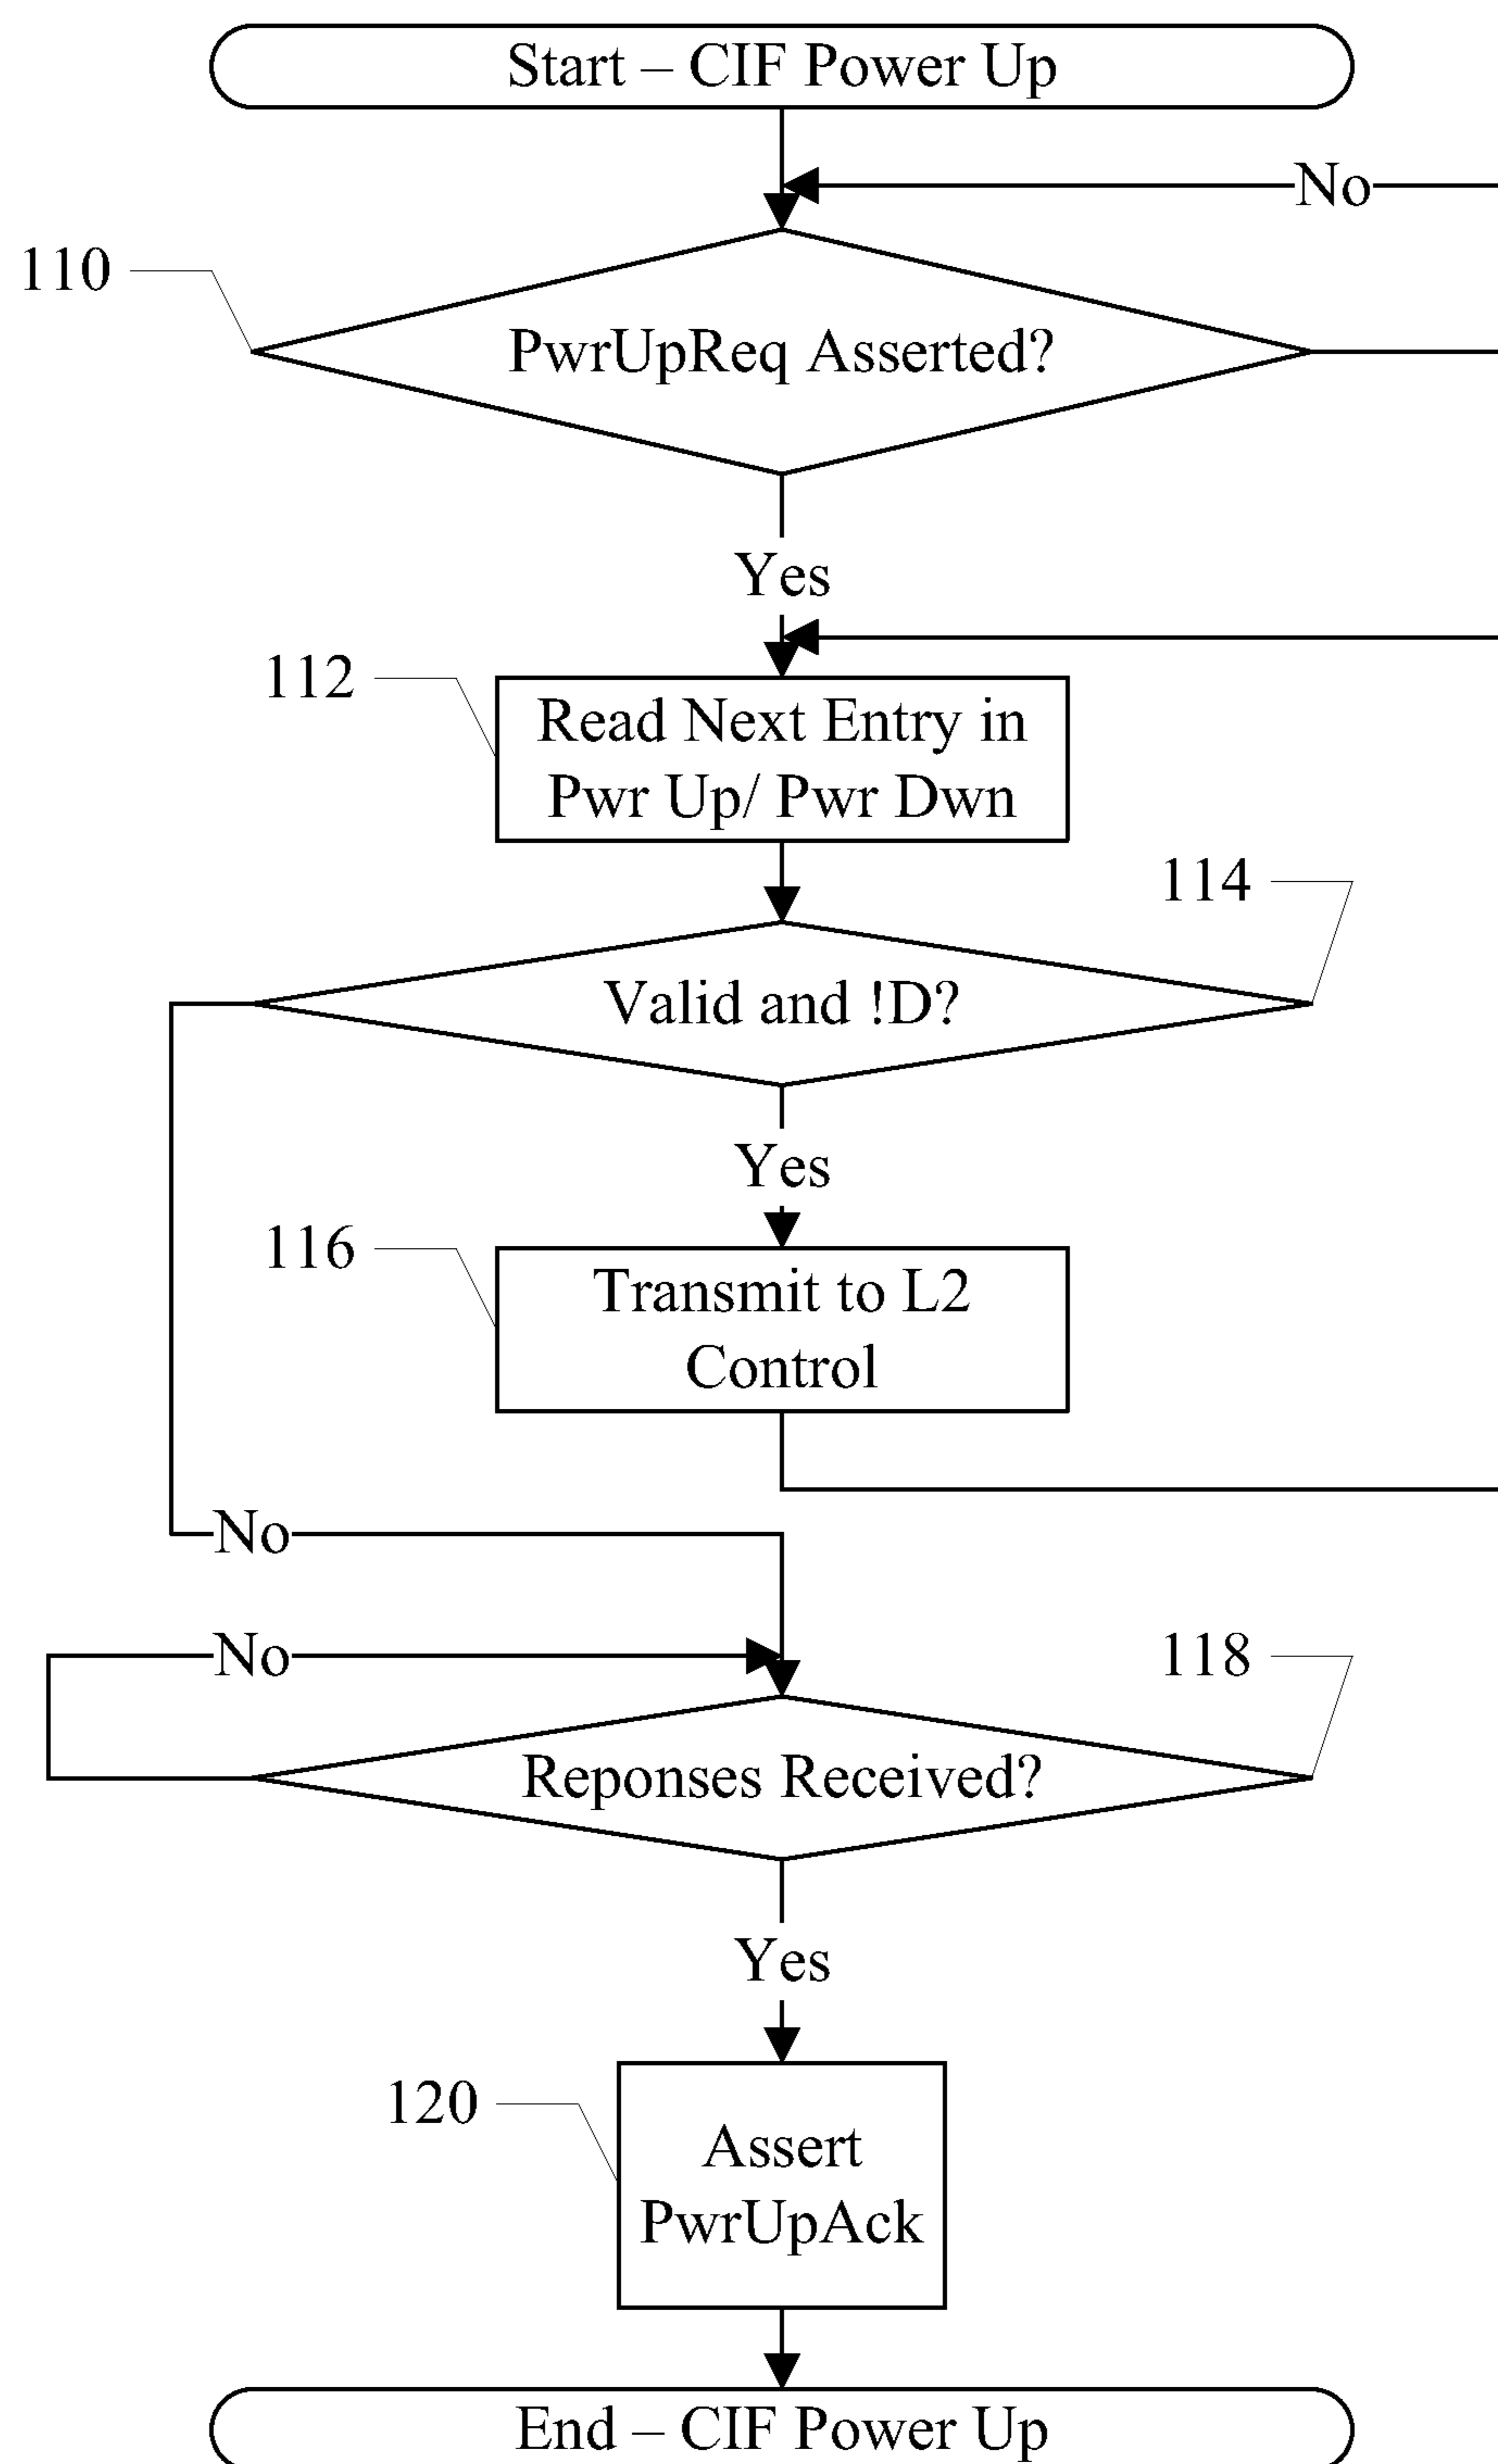 Start – CIF Power Up
No
110
PwrUpReq Asserted?
Yes
112
Read Next Entry in
Pwr Up/ Pwr Dwn
114
Valid and !D?
Yes
116
Transmit to L2
Control
No
No
118
Reponses Received?
Yes
120
Assert
PwrUpAck
End – CIF Power Up